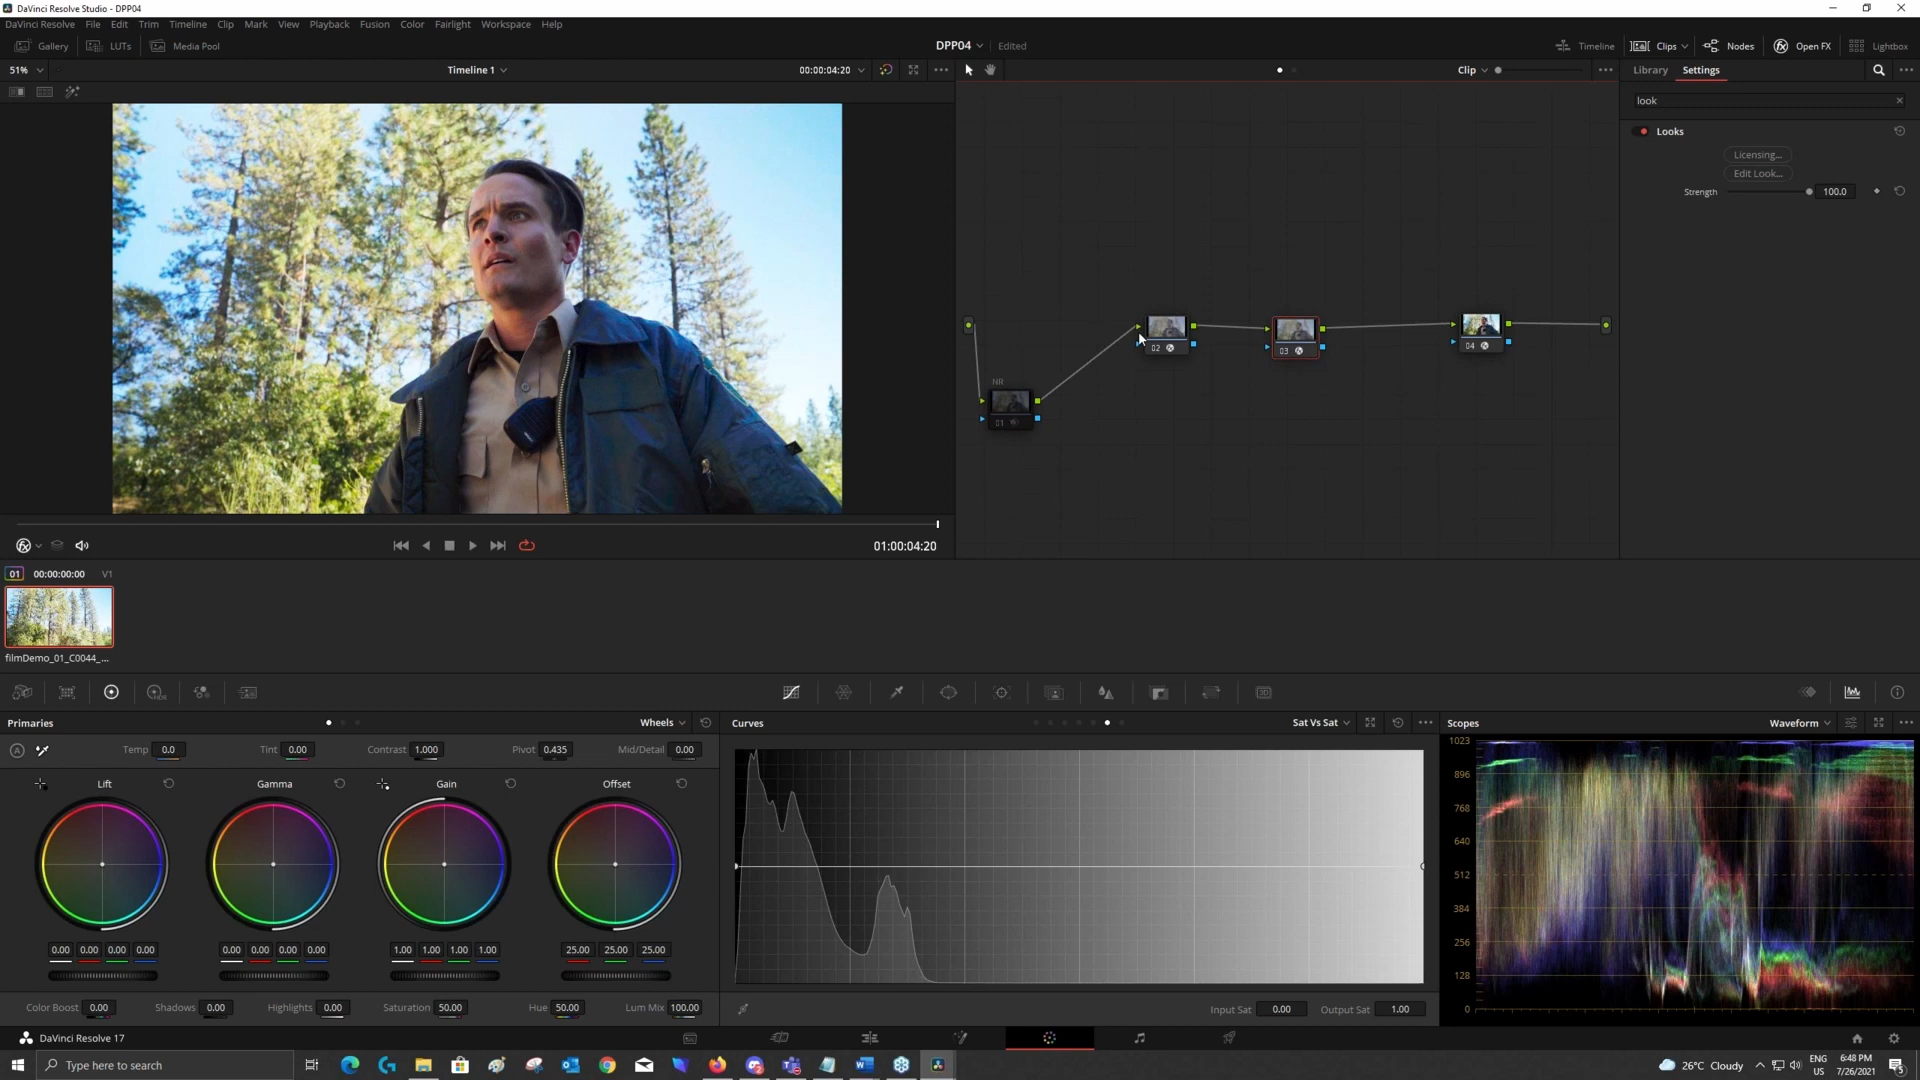 DaVinci Resolve Studio - DPP04
DaVinci Resolve File Edit Trim Timeline Clip Mark View Playback Fusion Color Fairlight Workspace Help
Gallery LUTs Media Pool DPP04 Edited Timeline Clips Nodes Open FX Lightbox
51% Timeline 1 00:00:04:20 Clip Library Settings
look
Looks
Licensing...
Edit Look...
Strength 100.0
02 03 04
NR
01
01:00:04:20
01 00:00:00:00 V1
filmDemo_01_C0044_...
Primaries Wheels Curves Sat Vs Sat Scopes Waveform
Temp 0.0 Tint 0.00 Contrast 1.000 Pivot 0.435 Mid/Detail 0.00
Lift Gamma Gain Offset
1023
896
768
640
512
384
256
128
0
0.00 0.00 0.00 0.00 0.00 0.00 0.00 0.00 1.00 1.00 1.00 1.00 25.00 25.00 25.00
Color Boost 0.00 Shadows 0.00 Highlights 0.00 Saturation 50.00 Hue 50.00 Lum Mix 100.00 Input Sat 0.00 Output Sat 1.00
DaVinci Resolve 17
Type here to search
26°C Cloudy
ENG
US
6:48 PM
7/26/2021
5